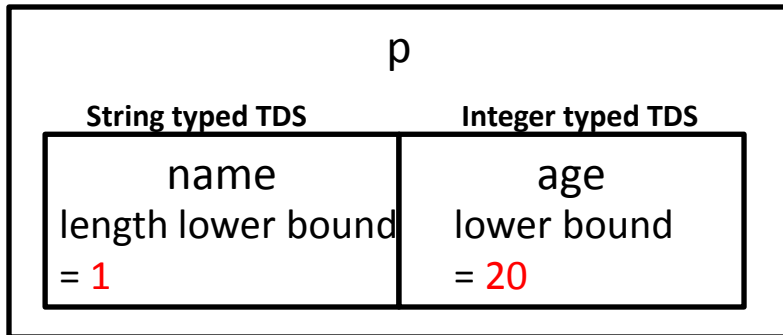 p
String typed TDS
Integer typed TDS
name
length lower bound
= 1
age
lower bound
= 20